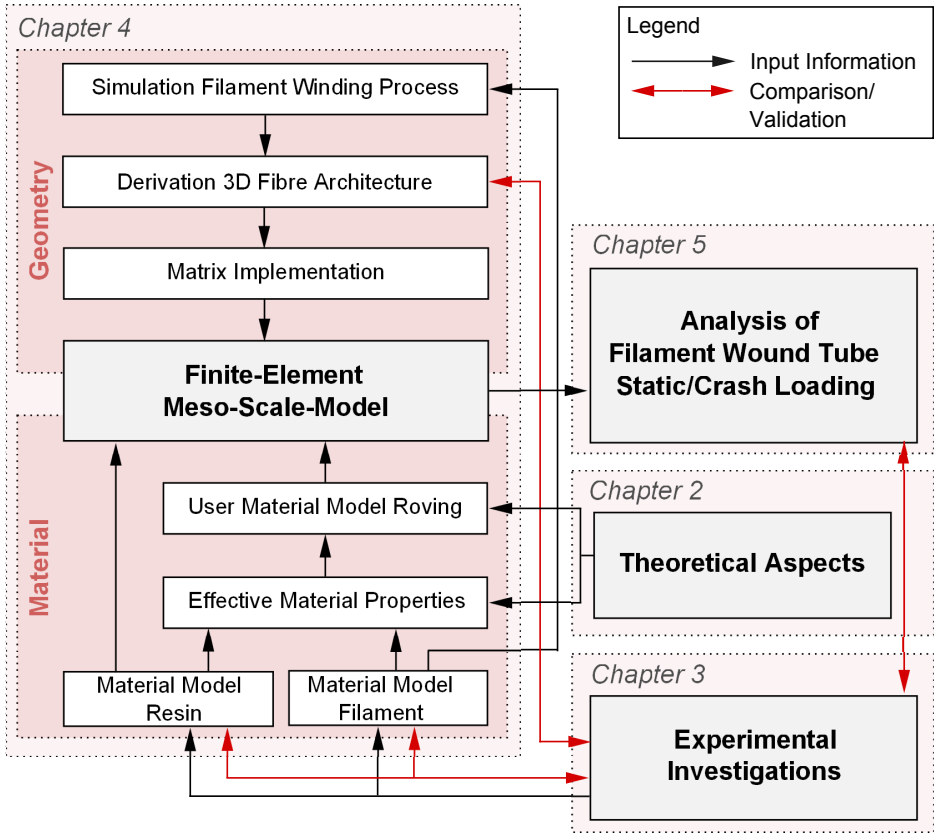 Chapter 4
Geometry
Simulation Filament Winding Process
Derivation 3D Fibre Architecture
Matrix Implementation
Finite-Element
Meso-Scale-Model
Material
User Material Model Roving
Effective Material Properties
Material Model
Resin
Material Model
Filament
Legend
Input Information
Comparison/
Validation
Chapter 5
Analysis of
Filament Wound Tube
Static/Crash Loading
Chapter 2
Theoretical Aspects
Chapter 3
Experimental
Investigations